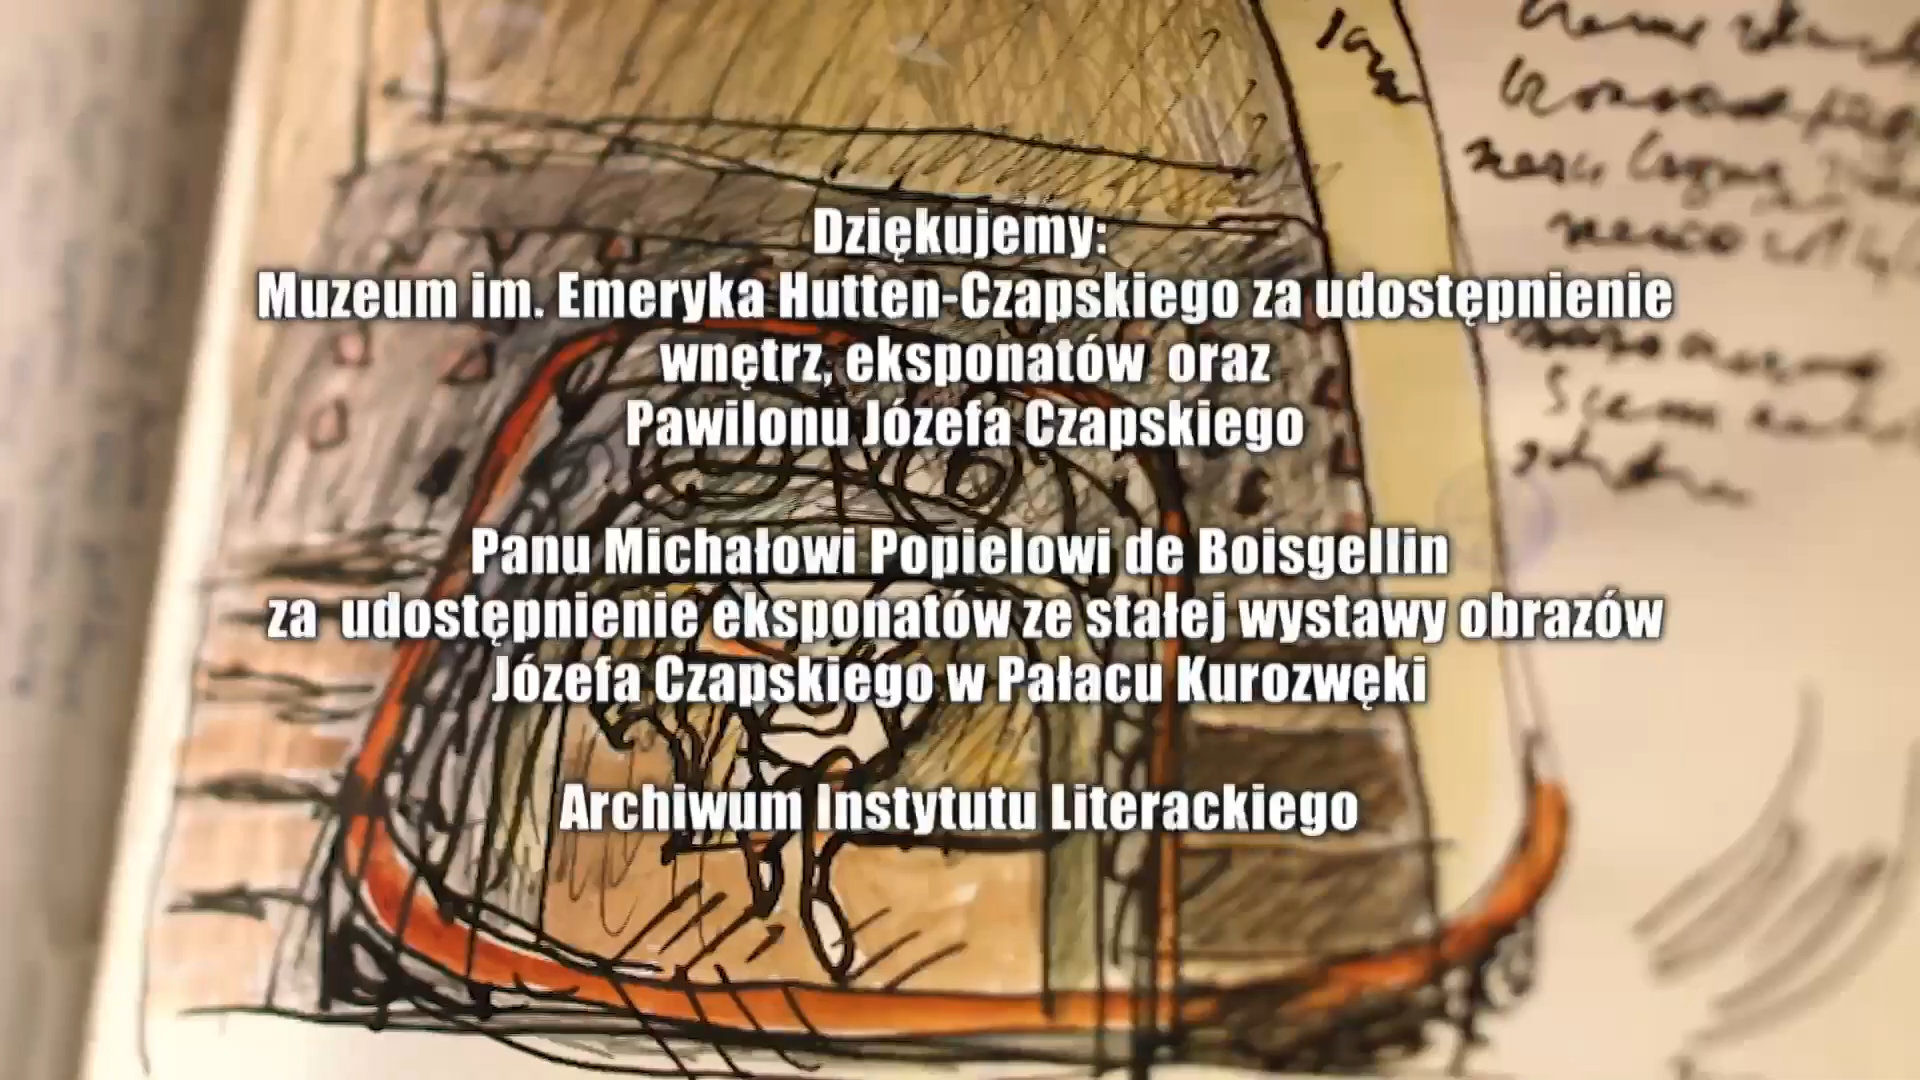 Dziękujemy:
Muzeum im. Emeryka Hutten-Czapskiego za udostępnienie
wnętrz, eksponatów oraz
Pawilonu Józefa Czapskiego
Panu Michałowi Popielowi de Boisgellin
za udostępnienie eksponatów ze stałej wystawy obrazów
Józefa Czapskiego w Pałacu Kurozwęki
Archiwum Instytutu Literackiego